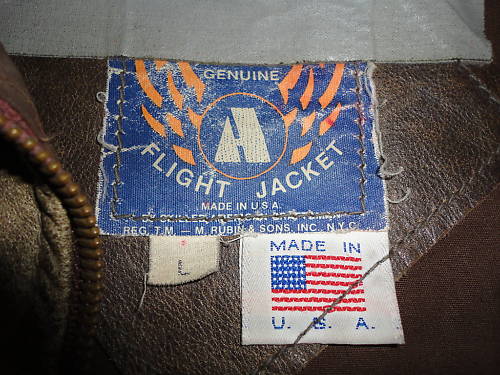 GENUINE
A
FLIGHT JACKET
MADE IN U.S.A.
REG. T.M. — M. RUBIN & SONS, INC. N.Y.C.
L
MADE IN
U. S. A.